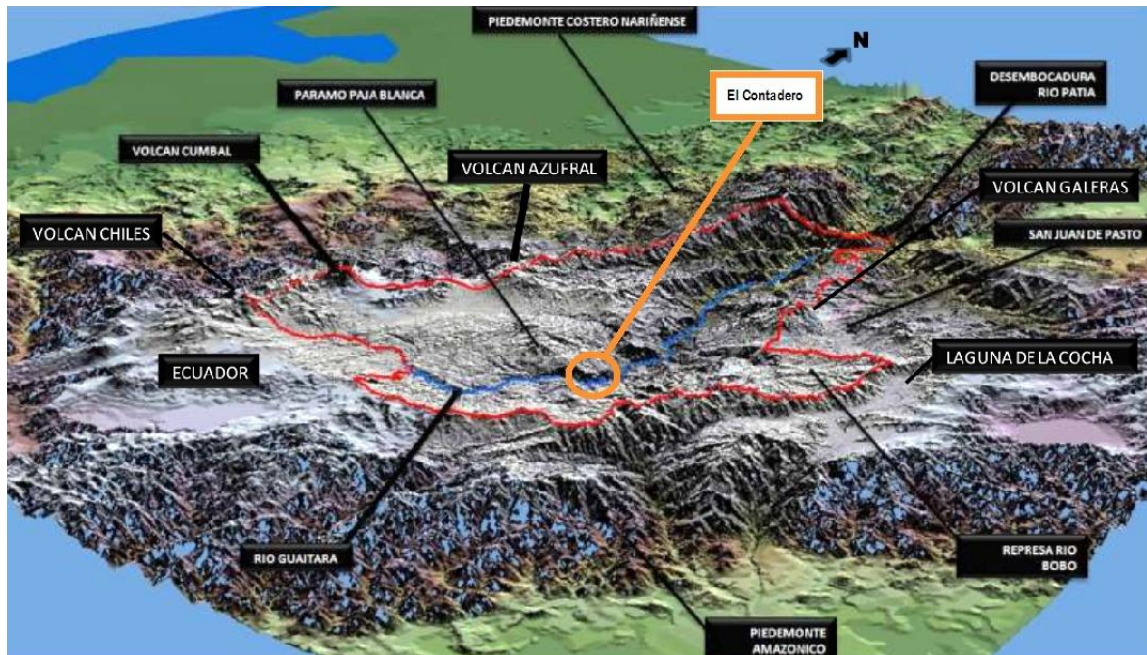 PIEDEMONTE COSTERO NARIÑENSE
N
DESEMBOCADURA
RIO PATIA
PARAMO PAJA BLANCA
El Contadero
VOLCAN CUMBAL
VOLCAN AZUFRAL
VOLCAN GALERAS
VOLCAN CHILES
SAN JUAN DE PASTO
ECUADOR
LAGUNA DE LA COCHA
RIO GUAITARA
REPRESA RIO
BOBO
PIEDEMONTE
AMAZONICO